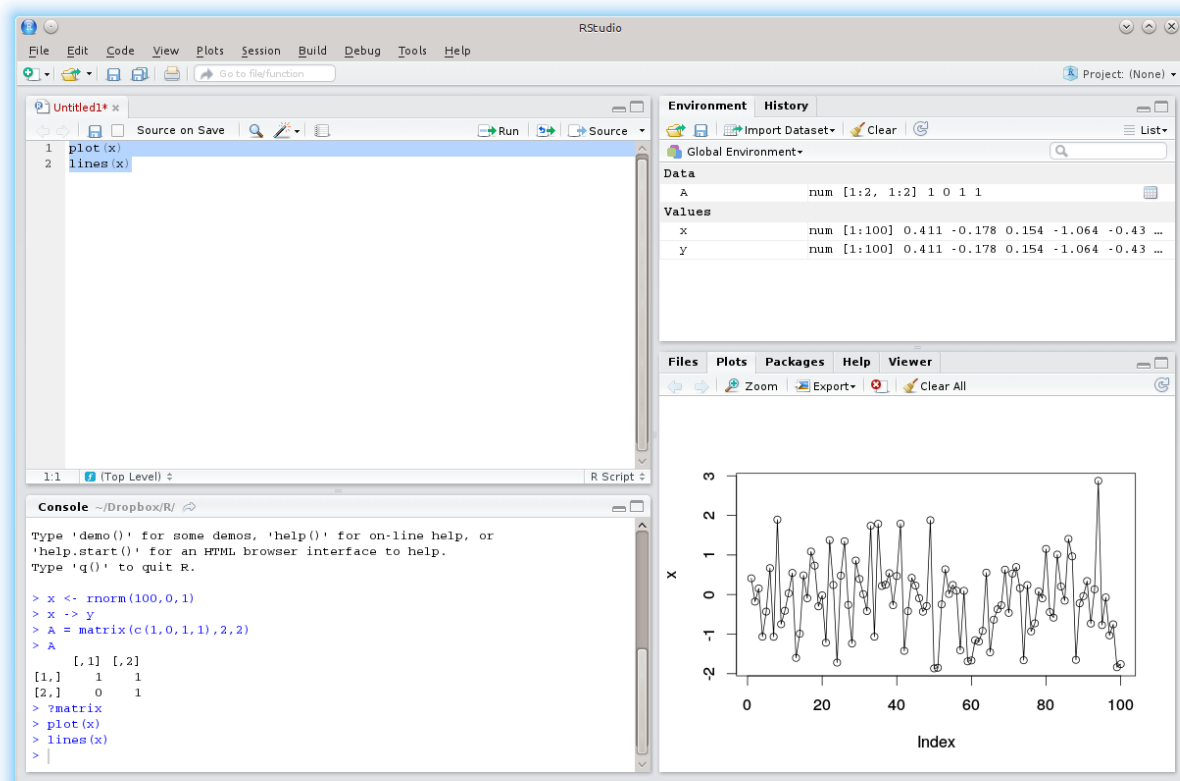 RStudio
File Edit Code View Plots Session Build Debug Tools Help
Go to file/function
Project: (None)
Untitled1*
Source on Save
Run
Source
1 plot(x)
2 lines(x)
1:1 (Top Level)
R Script
Console ~/Dropbox/R/
Type 'demo()' for some demos, 'help()' for on-line help, or
'help.start()' for an HTML browser interface to help.
Type 'q()' to quit R.
> x <- rnorm(100,0,1)
> x -> y
> A = matrix(c(1,0,1,1),2,2)
> A
     [,1] [,2]
[1,]    1    1
[2,]    0    1
> ?matrix
> plot(x)
> lines(x)
>
Environment History
Import Dataset Clear
List
Global Environment
Data
A num [1:2, 1:2] 1 0 1 1
Values
x num [1:100] 0.411 -0.178 0.154 -1.064 -0.43 ...
y num [1:100] 0.411 -0.178 0.154 -1.064 -0.43 ...
Files Plots Packages Help Viewer
Zoom Export Clear All
3
2
1
0
-1
-2
x
0 20 40 60 80 100
Index